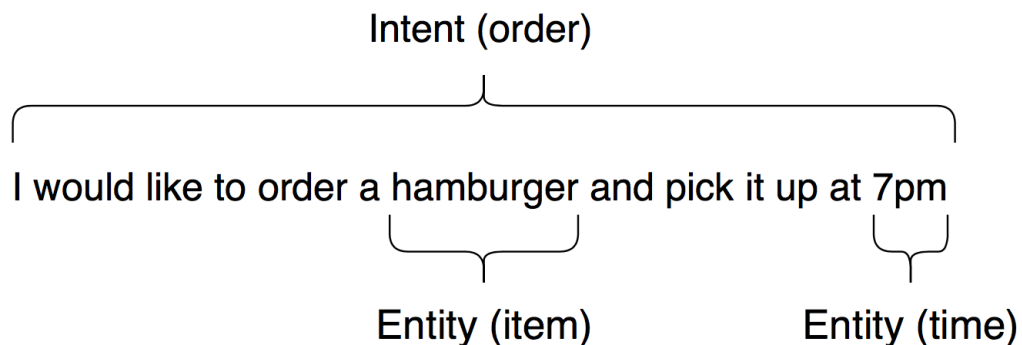 Intent (order)
I would like to order a hamburger and pick it up at 7pm
Entity (item) Entity (time)